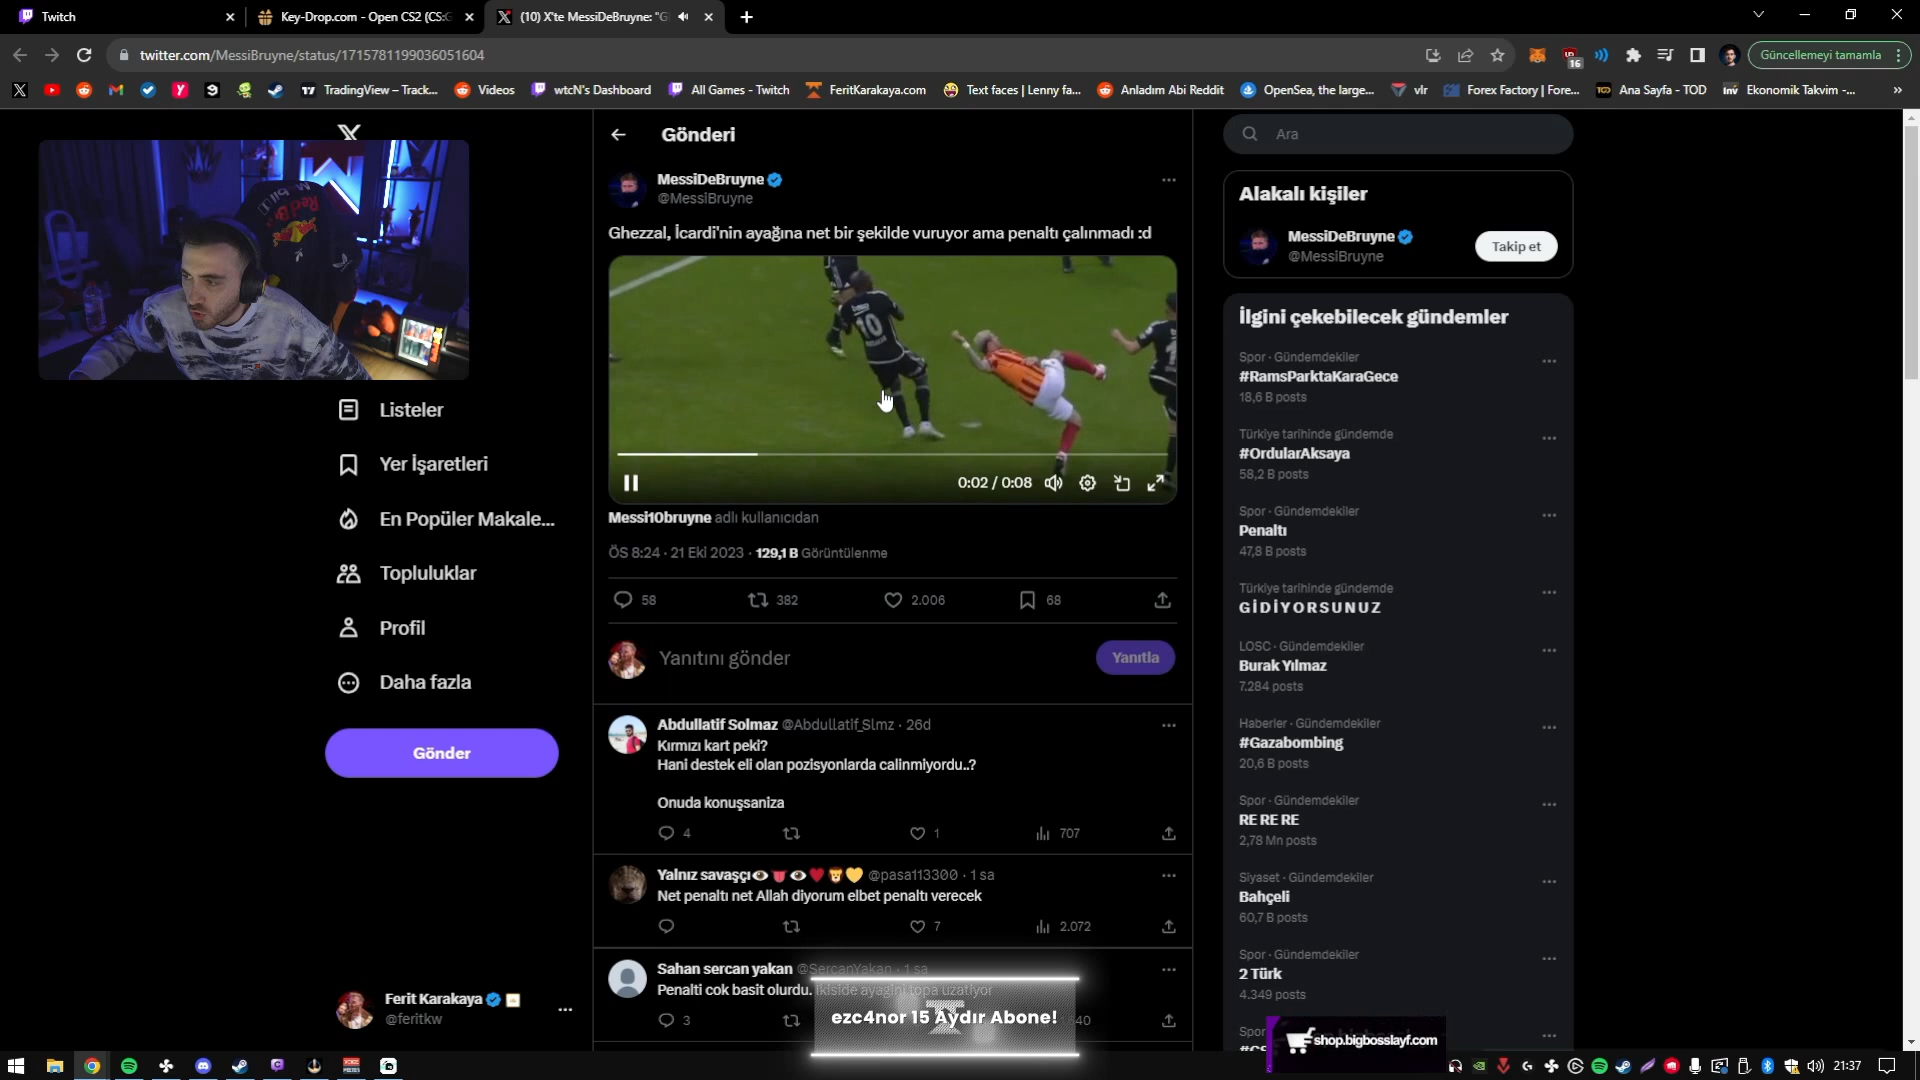 Twitch
Key-Drop.com - Open CS2 (CS:G
(10) X'te MessiDeBruyne: "G
twitter.com/MessiBruyne/status/1715781199036051604
16
Güncellemeyi tamamla
TradingView – Track...
Videos
wtcN's Dashboard
All Games - Twitch
FeritKarakaya.com
Text faces | Lenny fa...
Anladım Abi Reddit
OpenSea, the large...
vlr
Forex Factory | Fore...
Ana Sayfa - TOD
Ekonomik Takvim -...
Gönderi
MessiDeBruyne
@MessiBruyne
Ghezzal, İcardi'nin ayağına net bir şekilde vuruyor ama penaltı çalınmadı :d
10
0:02 / 0:08
Messi10bruyne adlı kullanıcıdan
ÖS 8:24 · 21 Eki 2023 · 129,1 B Görüntülenme
58
382
2.006
68
Yanıtını gönder
Yanıtla
Abdullatif Solmaz @Abdullatif_Slmz · 26d
Kırmızı kart peki?
Hani destek eli olan pozisyonlarda calinmiyordu..?
Onuda konuşsaniza
4
1
707
Yalnız savaşçı👁️👅👁️❤️🦁💛 @pasa113300 · 1 sa
Net penaltı net Allah diyorum elbet penaltı verecek
7
2.072
Sahan sercan yakan @SercanYakan · 1 sa
Penalti cok basit olurdu. Ikiside ayagini topa uzatiyor
3
ezc4nor 15 Aydır Abone!
Listeler
Yer İşaretleri
En Popüler Makale...
Topluluklar
Profil
Daha fazla
Gönder
Ferit Karakaya
@feritkw
Ara
Alakalı kişiler
MessiDeBruyne
@MessiBruyne
Takip et
İlgini çekebilecek gündemler
Spor · Gündemdekiler
#RamsParktaKaraGece
18,6 B posts
Türkiye tarihinde gündemde
#OrdularAksaya
58,2 B posts
Spor · Gündemdekiler
Penaltı
47,8 B posts
Türkiye tarihinde gündemde
GİDİYORSUNUZ
LOSC · Gündemdekiler
Burak Yılmaz
7.284 posts
Haberler · Gündemdekiler
#Gazabombing
20,6 B posts
Spor · Gündemdekiler
RE RE RE
2,78 Mn posts
Siyaset · Gündemdekiler
Bahçeli
60,7 B posts
Spor · Gündemdekiler
2 Türk
4.349 posts
shop.bigbosslayf.com
21:37